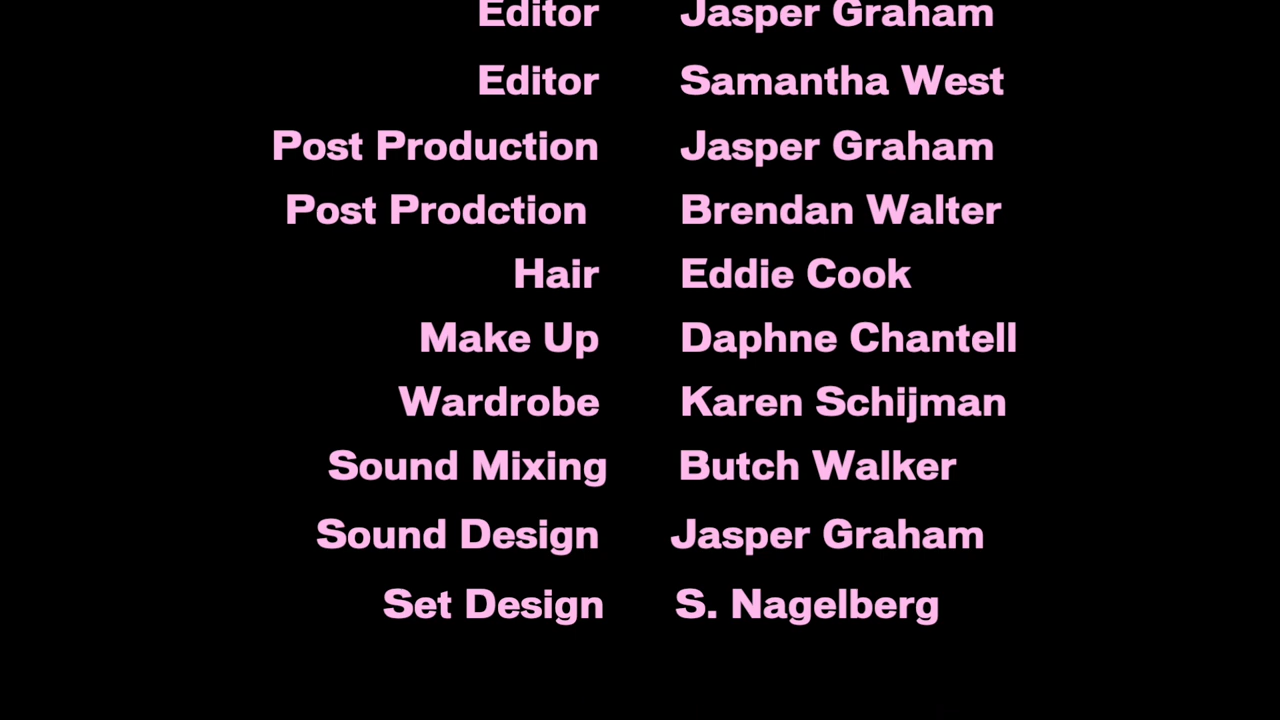 Editor Jasper Graham
Editor Samantha West
Post Production Jasper Graham
Post Prodction Brendan Walter
Hair Eddie Cook
Make Up Daphne Chantell
Wardrobe Karen Schijman
Sound Mixing Butch Walker
Sound Design Jasper Graham
Set Design S. Nagelberg